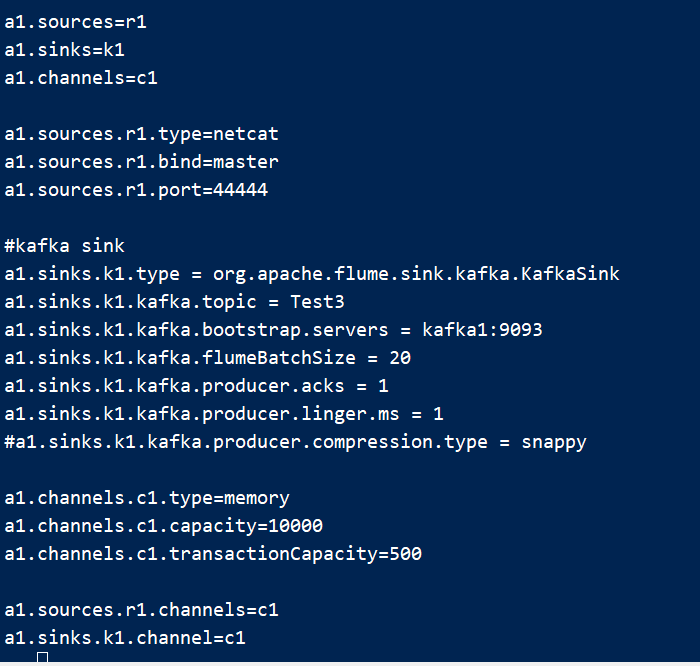 a1.sources=r1
a1.sinks=k1
a1.channels=c1
a1.sources.r1.type=netcat
a1.sources.r1.bind=master
a1.sources.r1.port=44444
#kafka sink
a1.sinks.k1.type = org.apache.flume.sink.kafka.KafkaSink
a1.sinks.k1.kafka.topic = Test3
a1.sinks.k1.kafka.bootstrap.servers = kafka1:9093
a1.sinks.k1.kafka.flumeBatchSize = 20
a1.sinks.k1.kafka.producer.acks = 1
a1.sinks.k1.kafka.producer.linger.ms = 1
#a1.sinks.k1.kafka.producer.compression.type = snappy
a1.channels.c1.type=memory
a1.channels.c1.capacity=10000
a1.channels.c1.transactionCapacity=500
a1.sources.r1.channels=c1
a1.sinks.k1.channel=c1